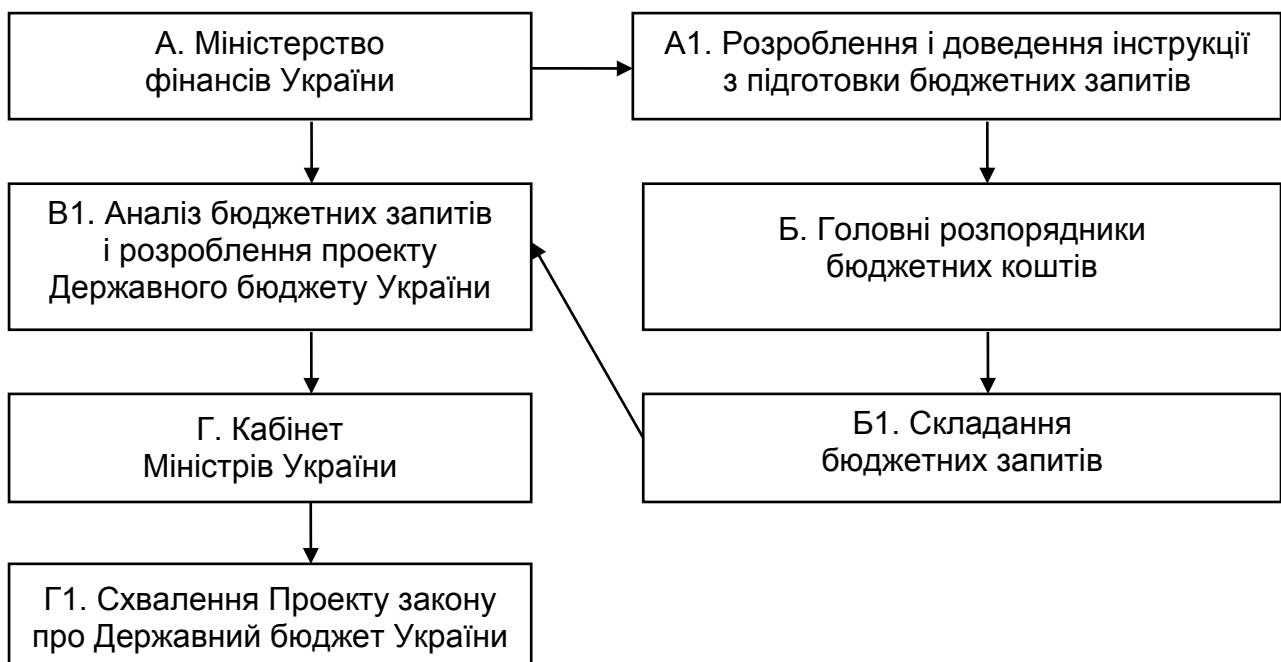 А. Міністерство
фінансів України
А1. Розроблення і доведення інструкції
з підготовки бюджетних запитів
В1. Аналіз бюджетних запитів
і розроблення проекту
Державного бюджету України
Б. Головні розпорядники
бюджетних коштів
Г. Кабінет
Міністрів України
Б1. Складання
бюджетних запитів
Г1. Схвалення Проекту закону
про Державний бюджет України